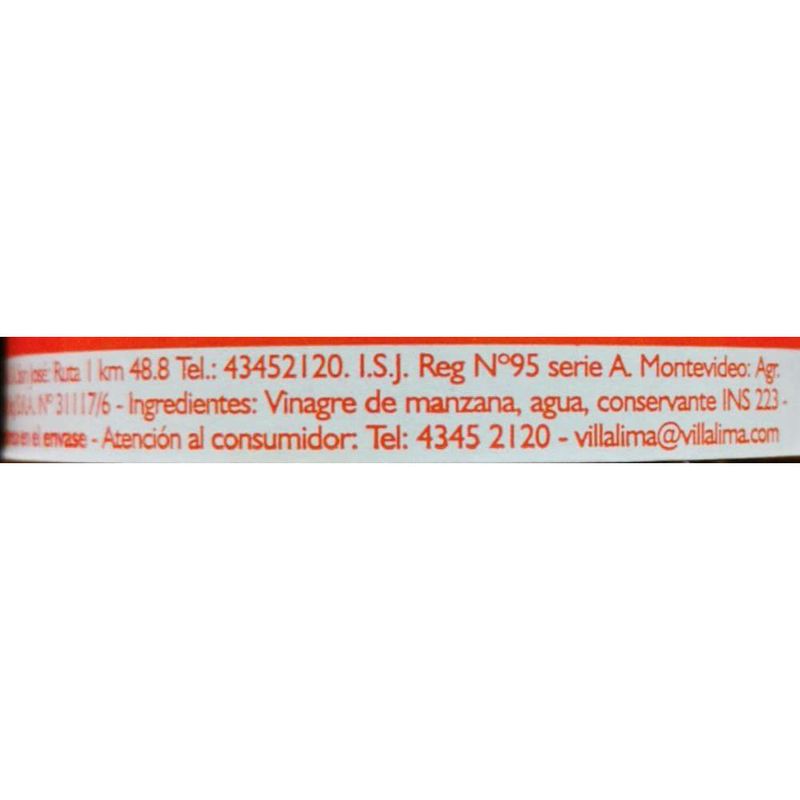 José: Ruta 1 km 48.8 Tel.: 43452120. I.S.J. Reg N°95 serie A. Montevideo: Agr.
N° 31117/6 - Ingredientes: Vinagre de manzana, agua, conservante INS 223 -
en el envase - Atención al consumidor: Tel: 4345 2120 - villalima@villalima.com